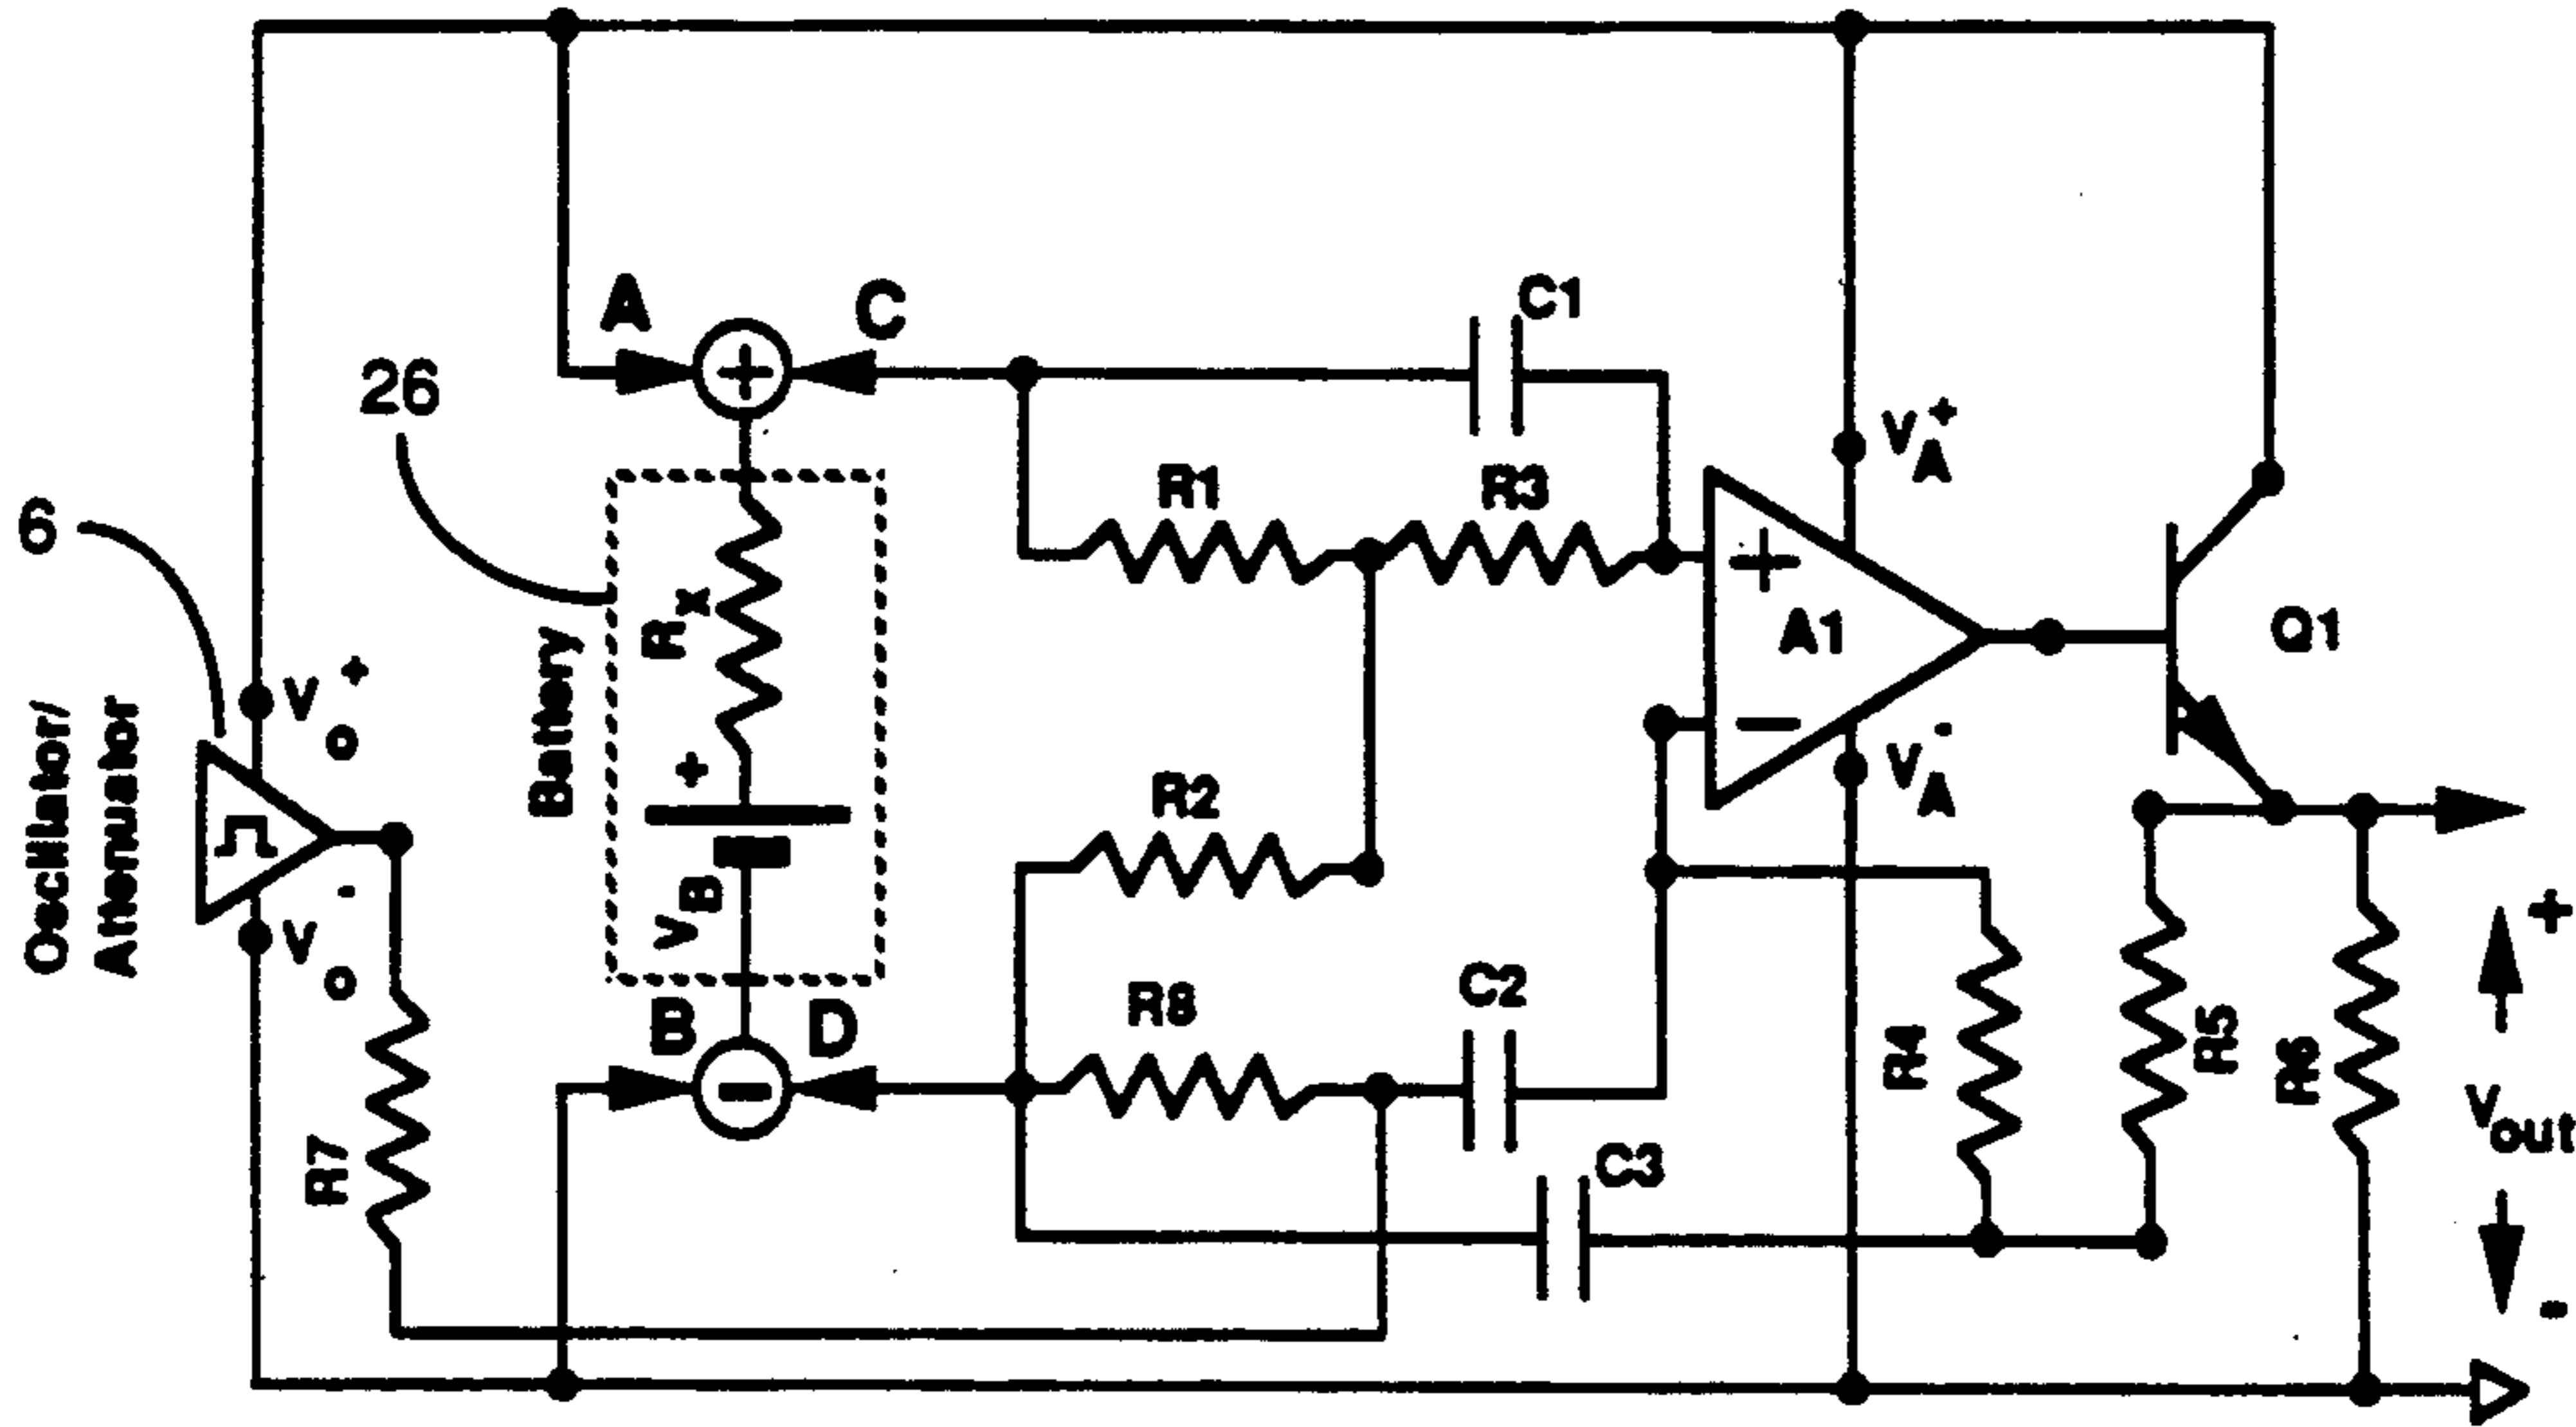 A
C
C1
26
+
V_A^+
R1
R3
6
+
R_x
A1
Q1
Battery
V_o^+
Oscillator/
Attenuator
R2
−
V_A^-
+
V_B
V_o^-
+
B
D
R8
C2
R4
R5
R6
−
V_out
R7
C3
-